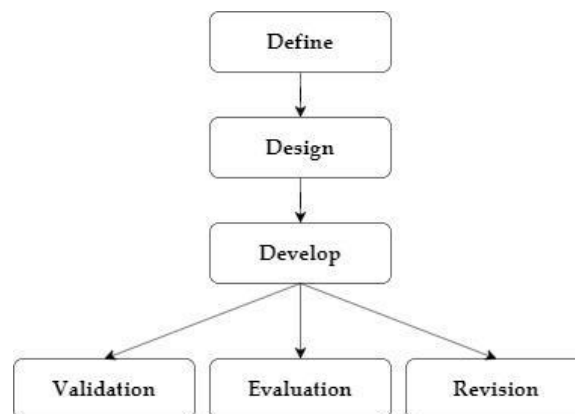 Define
Design
Develop
Validation
Evaluation
Revision